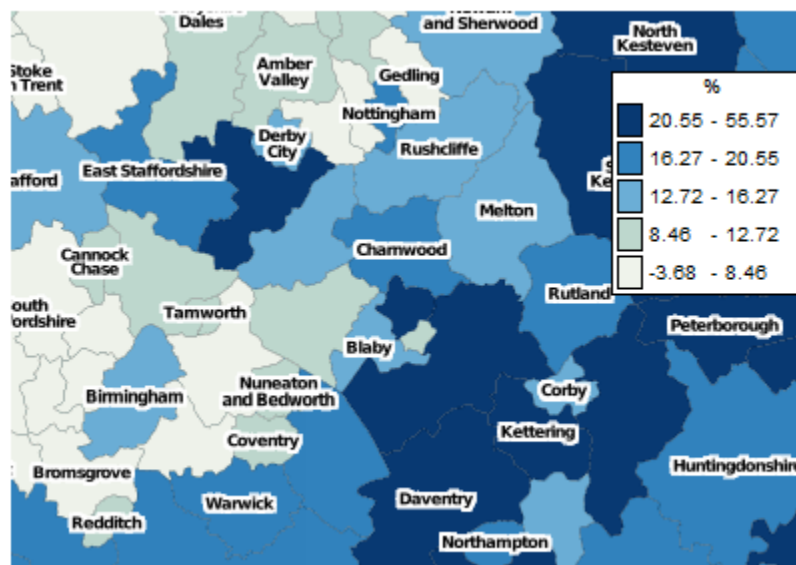 Dales
and Sherwood
North
Kesteven
Stoke
Amber
Valley
Gedling
n Trent
Nottingham
%
20.55 - 55.57
16.27 - 20.55
12.72 - 16.27
8.46 - 12.72
-3.68 - 8.46
Derby
City
Rushcliffe
East Staffordshire
afford
Melton
Cannock
Chase
Charnwood
Rutland
outh
ffordshire
Tamworth
Peterborough
Blaby
Birmingham
Nuneaton
and Bedworth
Corby
Kettering
Coventry
Bromsgrove
Huntingdonshire
Warwick
Daventry
Redditch
Northampton